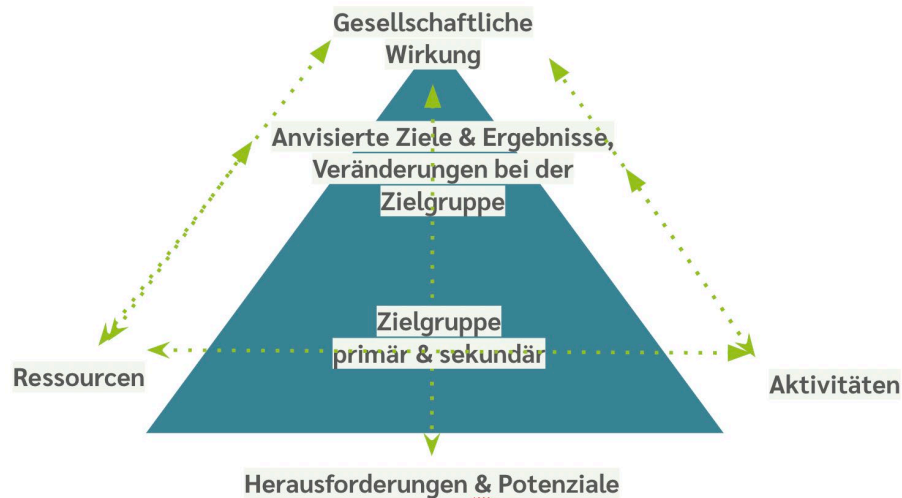 Gesellschaftliche
Wirkung
Anvisierte Ziele & Ergebnisse,
Veränderungen bei der
Zielgruppe
Zielgruppe
primär & sekundär
Ressourcen
Aktivitäten
Herausforderungen & Potenziale